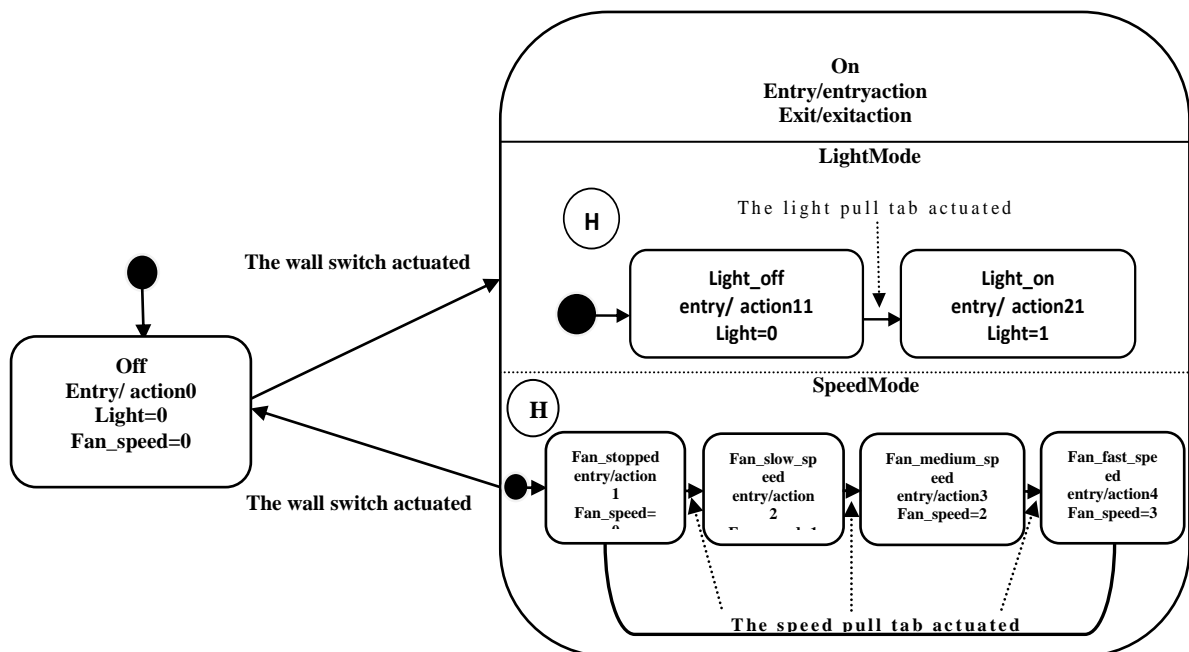 On
Entry/entryaction
Exit/exitaction
LightMode
The light pull tab actuated
H
Light_off
entry/ action11
Light=0
Light_on
entry/ action21
Light=1
The wall switch actuated
Off
Entry/ action0
Light=0
Fan_speed=0
The wall switch actuated
SpeedMode
H
Fan_stopped
entry/action
1
Fan_speed=
Fan_slow_sp
eed
entry/action
2
Fan_medium_sp
eed
entry/action3
Fan_speed=2
Fan_fast_spe
ed
entry/action4
Fan_speed=3
The speed pull tab actuated